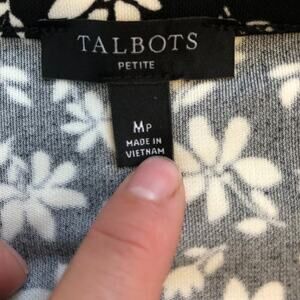 TALBOTS
PETITE
MP
MADE IN
VIETNAM